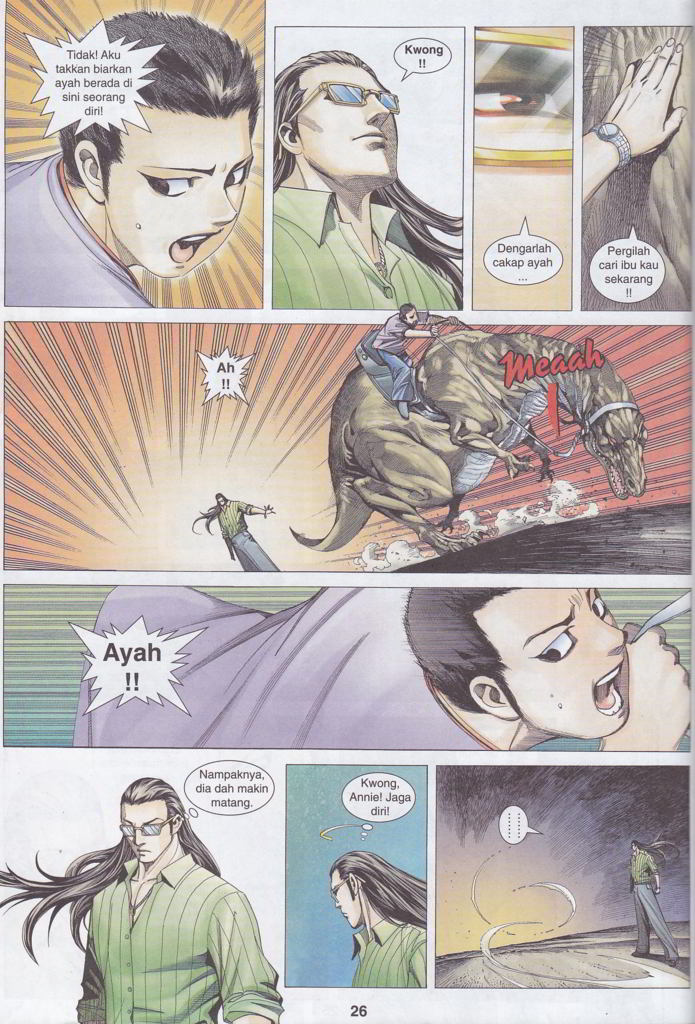 Tidak! Aku
takkan biarkan
ayah berada di
sini seorang
diri!
Kwong
!!
Dengarlah
cakap ayah
...
Pergilah
cari ibu kau
sekarang
!!
Ah
!!
Meaah
!
Ayah
!!
Nampaknya,
dia dah makin
matang.
Kwong,
Annie! Jaga
diri!
26